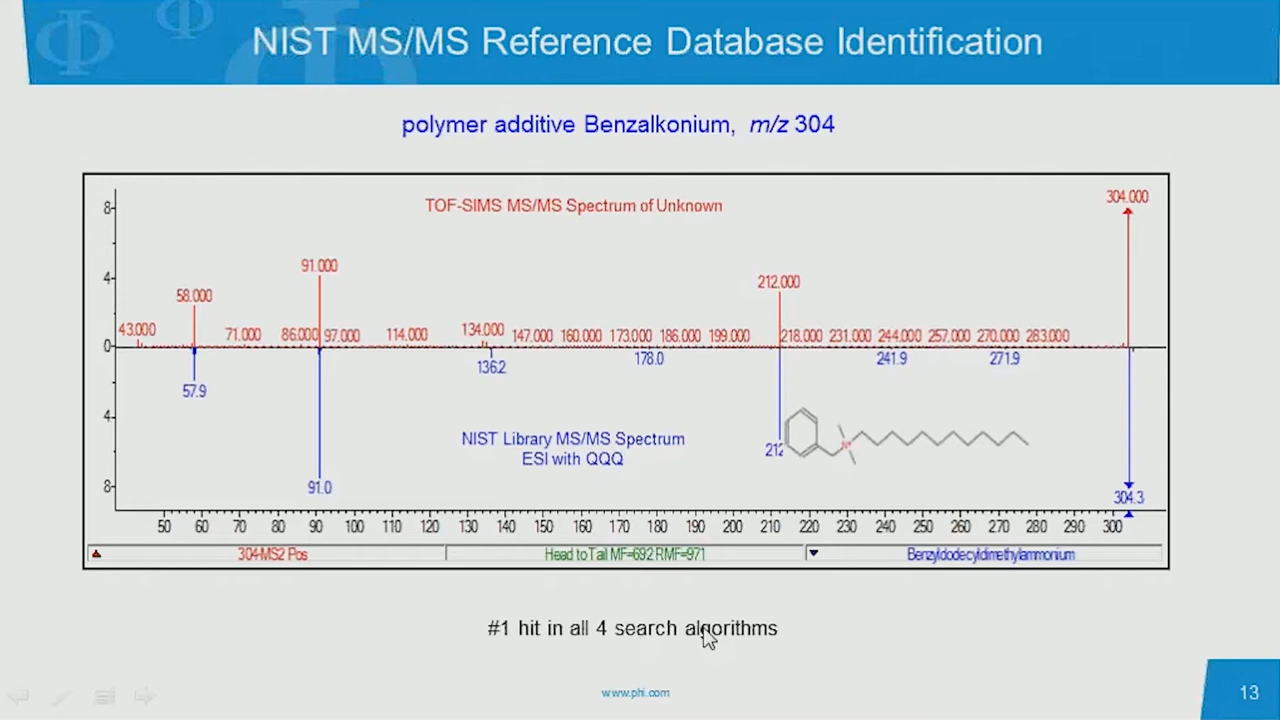 NIST MS/MS Reference Database Identification
polymer additive Benzalkonium, m/z 304
TOF-SIMS MS/MS Spectrum of Unknown
304.000
8
91.000
4
212.000
58.000
43.000 71.000 86.000 97.000 114.000 134.000 147.000 160.000 173.000 186.000 199.000 218.000 231.000 244.000 257.000 270.000 283.000
0
136.2 178.0 241.9 271.9
57.9
4
NIST Library MS/MS Spectrum
ESI with QQQ
212
N+
8
91.0
304.3
50 60 70 80 90 100 110 120 130 140 150 160 170 180 190 200 210 220 230 240 250 260 270 280 290 300
304-MS2 Pos
Head to Tail MF=692 RMF=971
Benzyldodecyldimethylammonium
#1 hit in all 4 search algorithms
www.phi.com
13